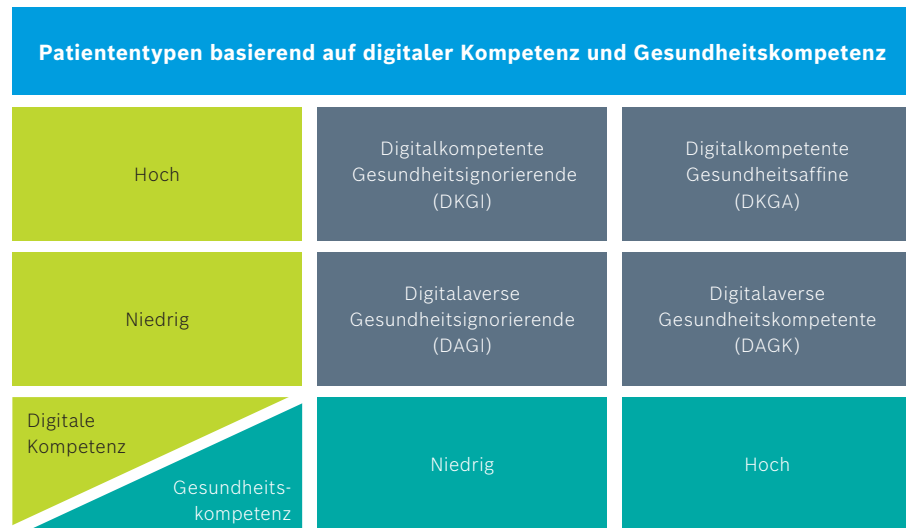 Patiententypen basierend auf digitaler Kompetenz und Gesundheitskompetenz
Hoch
Digitalkompetente
Gesundheitsignorierende
(DKGI)
Digitalkompetente
Gesundheitsaffine
(DKGA)
Niedrig
Digitalaverse
Gesundheitsignorierende
(DAGI)
Digitalaverse
Gesundheitskompetente
(DAGK)
Digitale
Kompetenz
Gesundheits-
kompetenz
Niedrig
Hoch